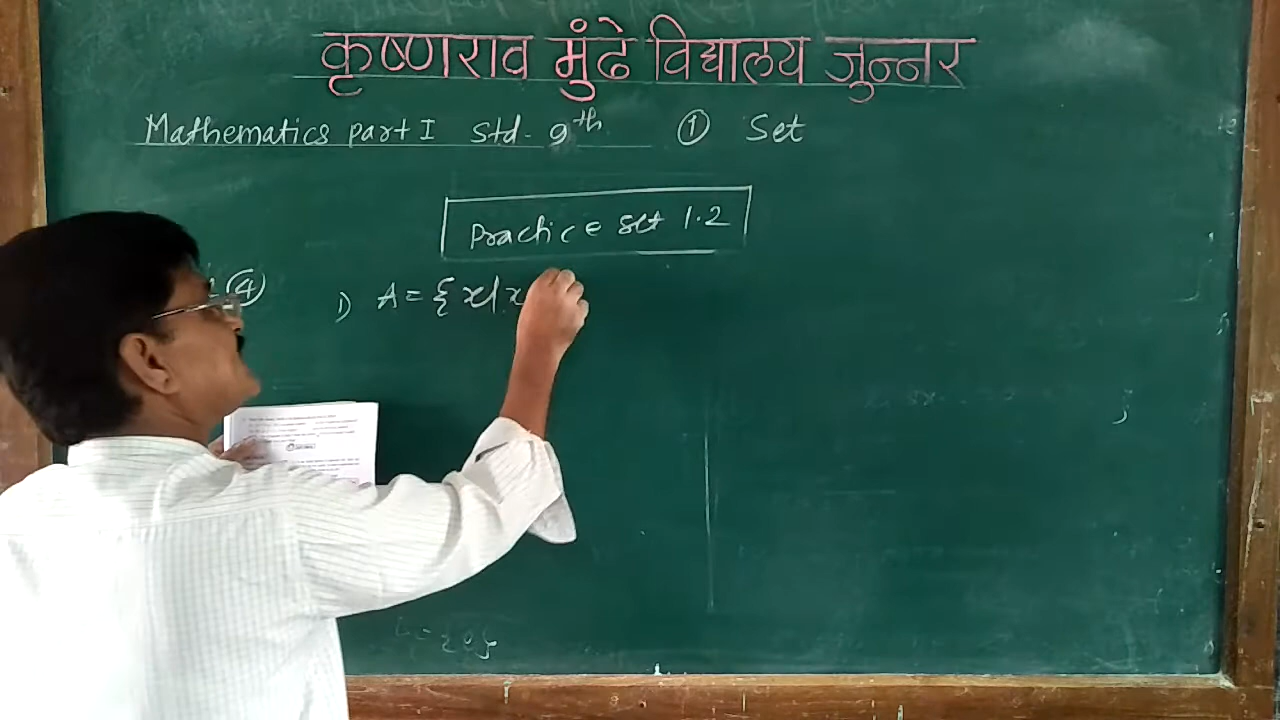 कृष्णराव मुंढे विद्यालय जुन्नर
Mathematics part I Std - 9th ① Set
Practice set 1.2
④ 1) A = { x | x